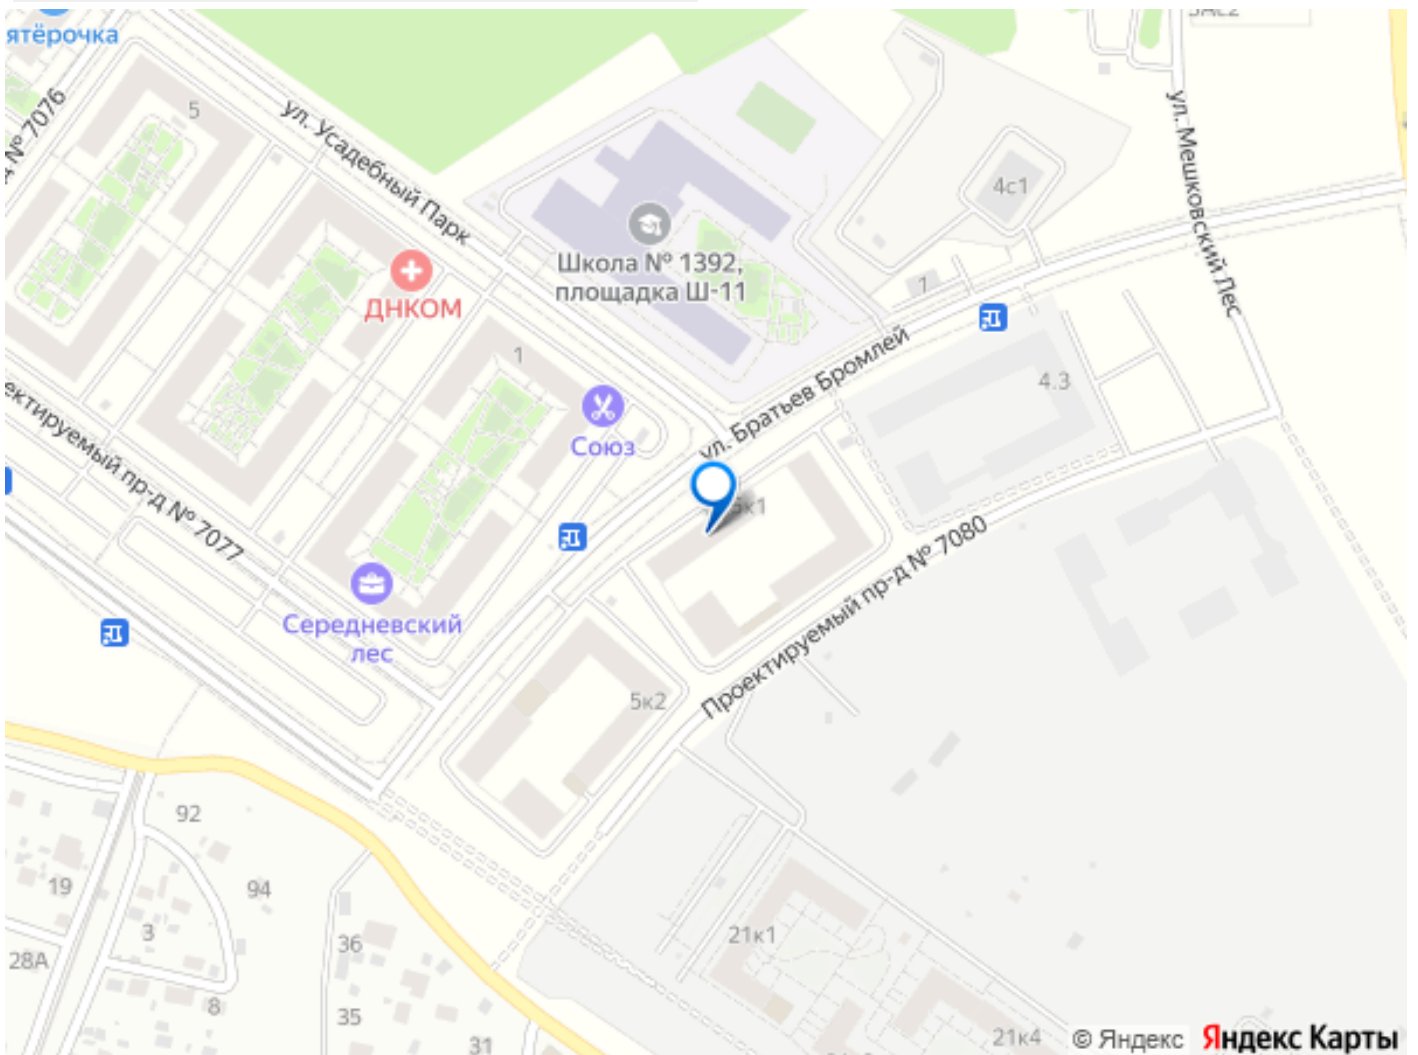 ятёрочка
№ 7076
5
ул. Усадебный Парк
ул. Мешковский Лес
4с1
Школа № 1392,
площадка Ш-11
ДНКОМ
7
1
4.3
Союз
ул. Братьев Бромлей
ектируемый пр-д № 7077
5к1
Проектируемый пр-д № 7080
Середневский
лес
5к2
92
94
19
3
28А
8
36
35
31
21к1
21к4
© Яндекс
Яндекс Карты